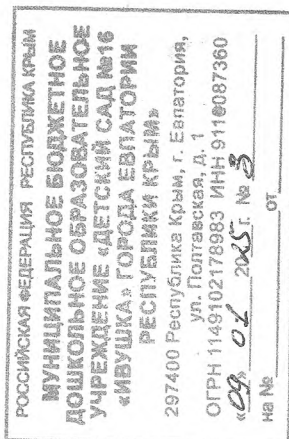 РОССИЙСКАЯ ФЕДЕРАЦИЯ РЕСПУБЛИКА КРЫМ
МУНИЦИПАЛЬНОЕ БЮДЖЕТНОЕ
ДОШКОЛЬНОЕ ОБРАЗОВАТЕЛЬНОЕ
УЧРЕЖДЕНИЕ «ДЕТСКИЙ САД №16
«ИВУШКА» ГОРОДА ЕВПАТОРИИ
РЕСПУБЛИКИ КРЫМ»
297400 Республика Крым, г. Евпатория,
ул. Полтавская, д. 1
ОГРН 1149102178983 ИНН 9110087360
«09» 01 2025 г. № 3
на № от